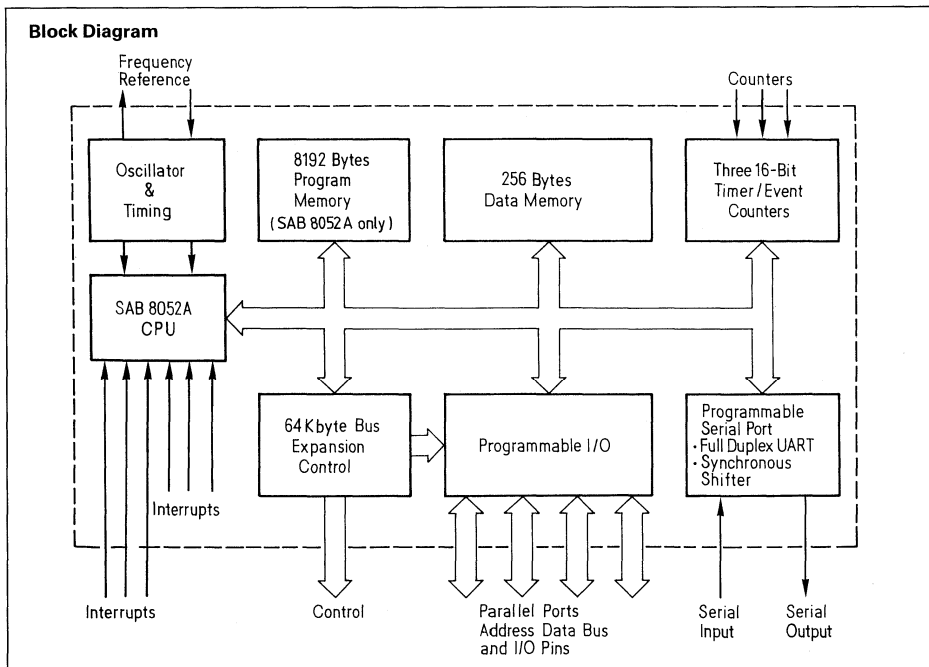 Block Diagram
Frequency
Reference
Counters
Oscillator
&
Timing
8192 Bytes
Program
Memory
(SAB 8052A only)
256 Bytes
Data Memory
Three 16-Bit
Timer/Event
Counters
SAB 8052A
CPU
64 Kbyte Bus
Expansion
Control
Programmable I/O
Programmable
Serial Port
· Full Duplex UART
· Synchronous
Shifter
Interrupts
Interrupts
Control
Parallel Ports
Address Data Bus
and I/O Pins
Serial
Input
Serial
Output